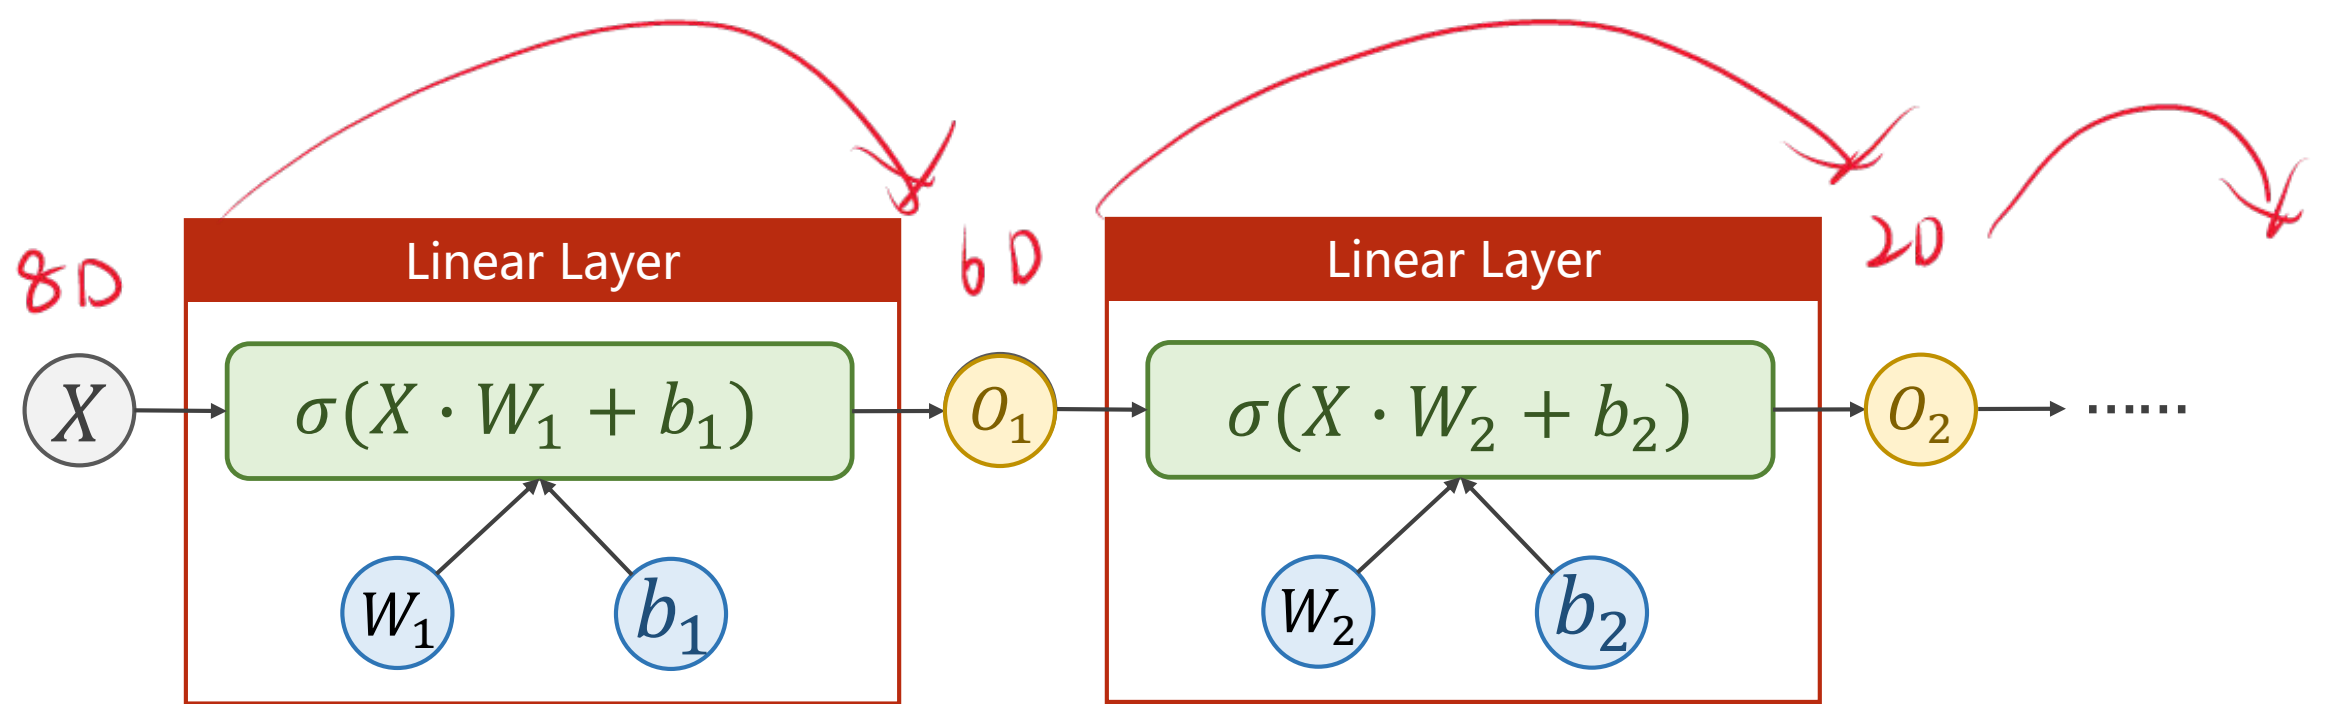 8D
Linear Layer
6D
Linear Layer
2D
X
σ(X · W₁ + b₁)
O₁
σ(X · W₂ + b₂)
O₂
......
W₁
b₁
W₂
b₂